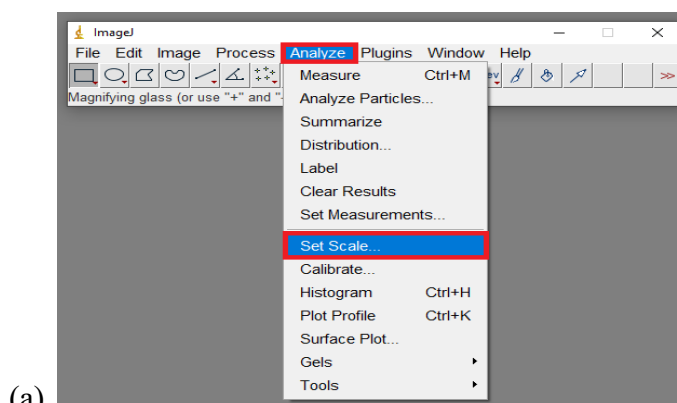 ImageJ
File Edit Image Process Analyze Plugins Window Help
Magnifying glass (or use "+" and "-
Measure Ctrl+M
Analyze Particles...
Summarize
Distribution...
Label
Clear Results
Set Measurements...
Set Scale...
Calibrate...
Histogram Ctrl+H
Plot Profile Ctrl+K
Surface Plot...
Gels
Tools
(a)